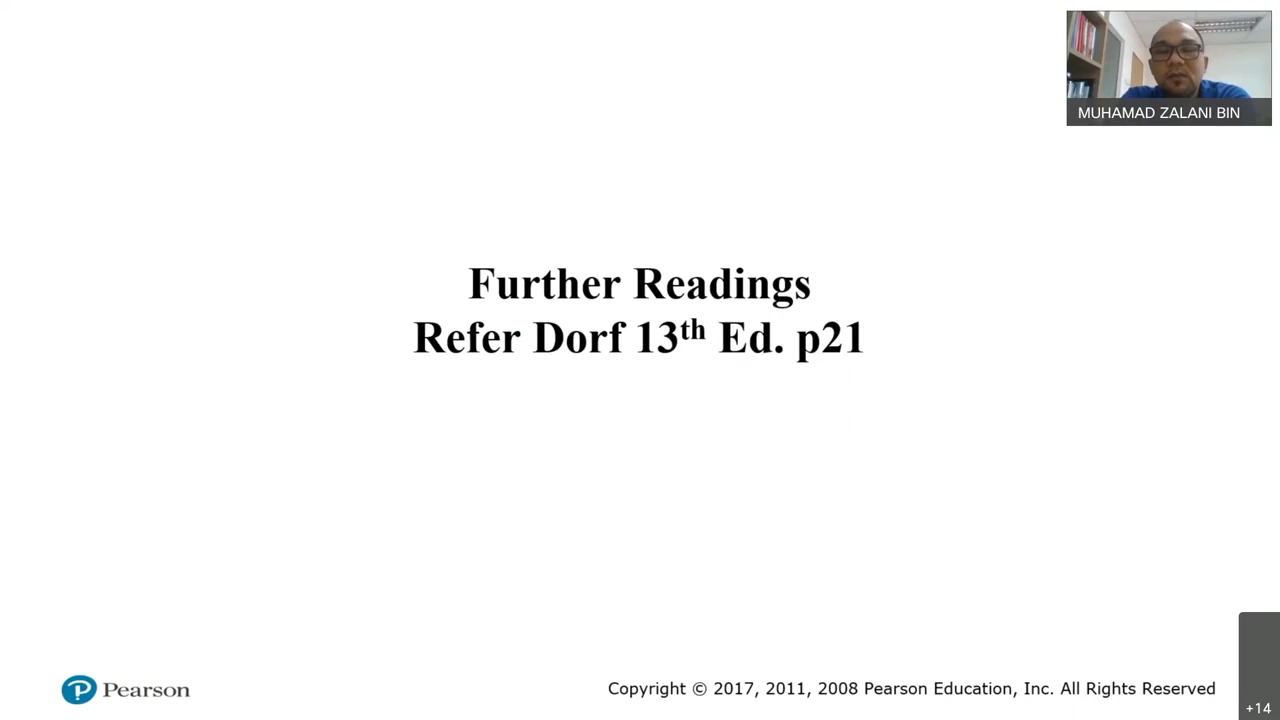 MUHAMAD ZALANI BIN
Further Readings
Refer Dorf 13th Ed. p21
Pearson
Copyright © 2017, 2011, 2008 Pearson Education, Inc. All Rights Reserved
+14